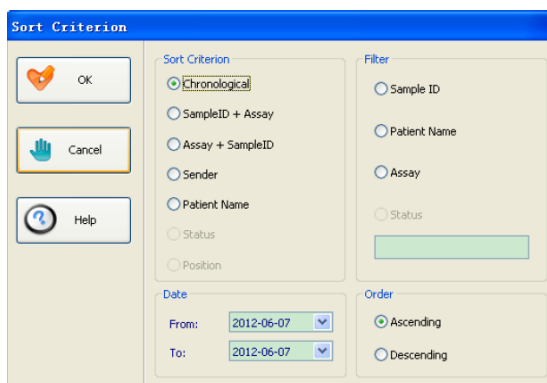 Sort Criterion
OK
Cancel
Help
Sort Criterion
Chronological
SampleID + Assay
Assay + SampleID
Sender
Patient Name
Status
Position
Filter
Sample ID
Patient Name
Assay
Status
Date
From: 2012-06-07
To: 2012-06-07
Order
Ascending
Descending